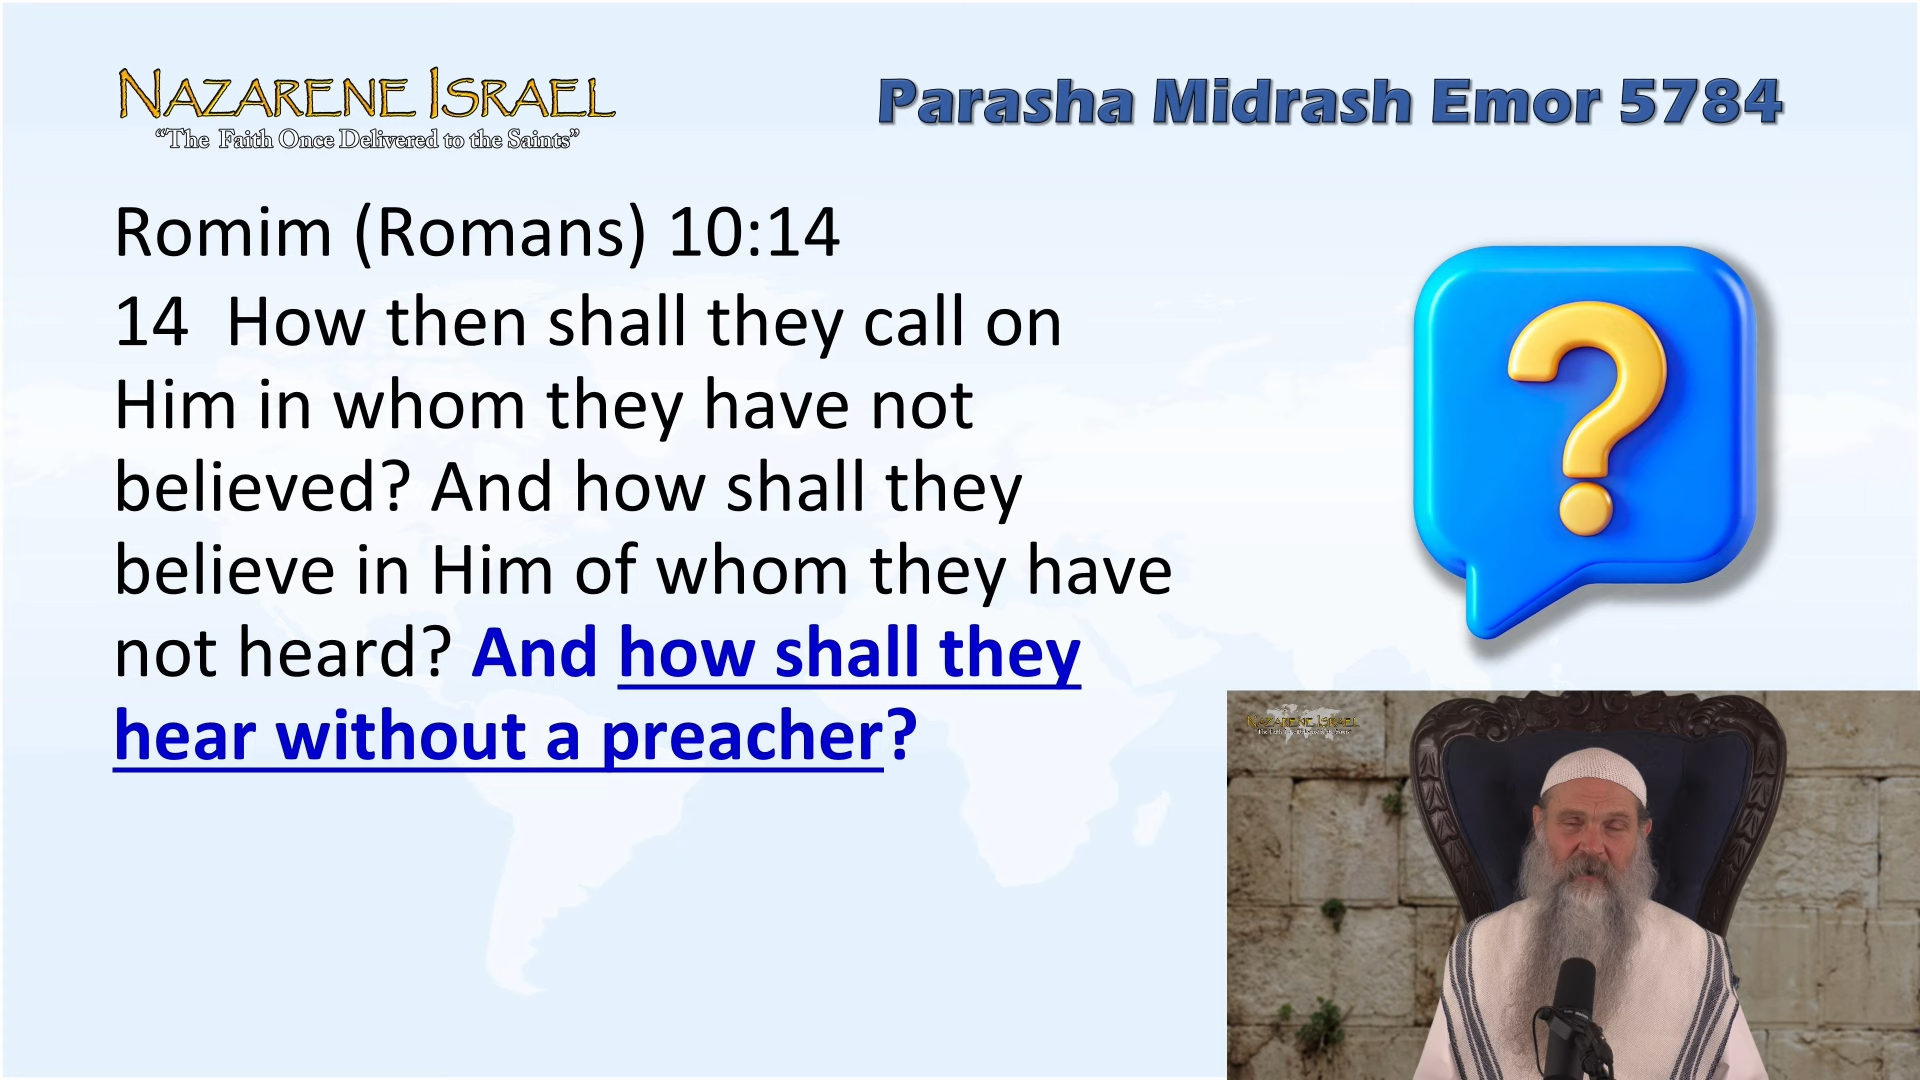 NAZARENE ISRAEL
“The Faith Once Delivered to the Saints”
Parasha Midrash Emor 5784
Romim (Romans) 10:14
14  How then shall they call on
Him in whom they have not
believed? And how shall they
believe in Him of whom they have
not heard? And how shall they
hear without a preacher?
?
NAZARENE ISRAEL